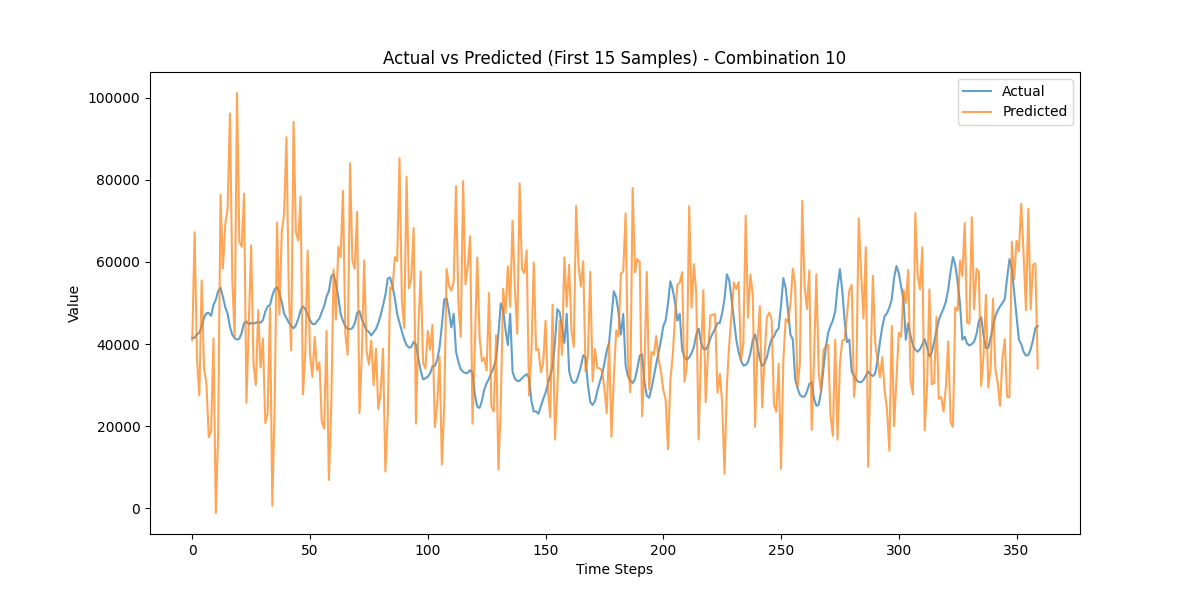 Actual vs Predicted (First 15 Samples) - Combination 10
Actual
Predicted
100000
80000
60000
40000
20000
0
Value
0 50 100 150 200 250 300 350
Time Steps